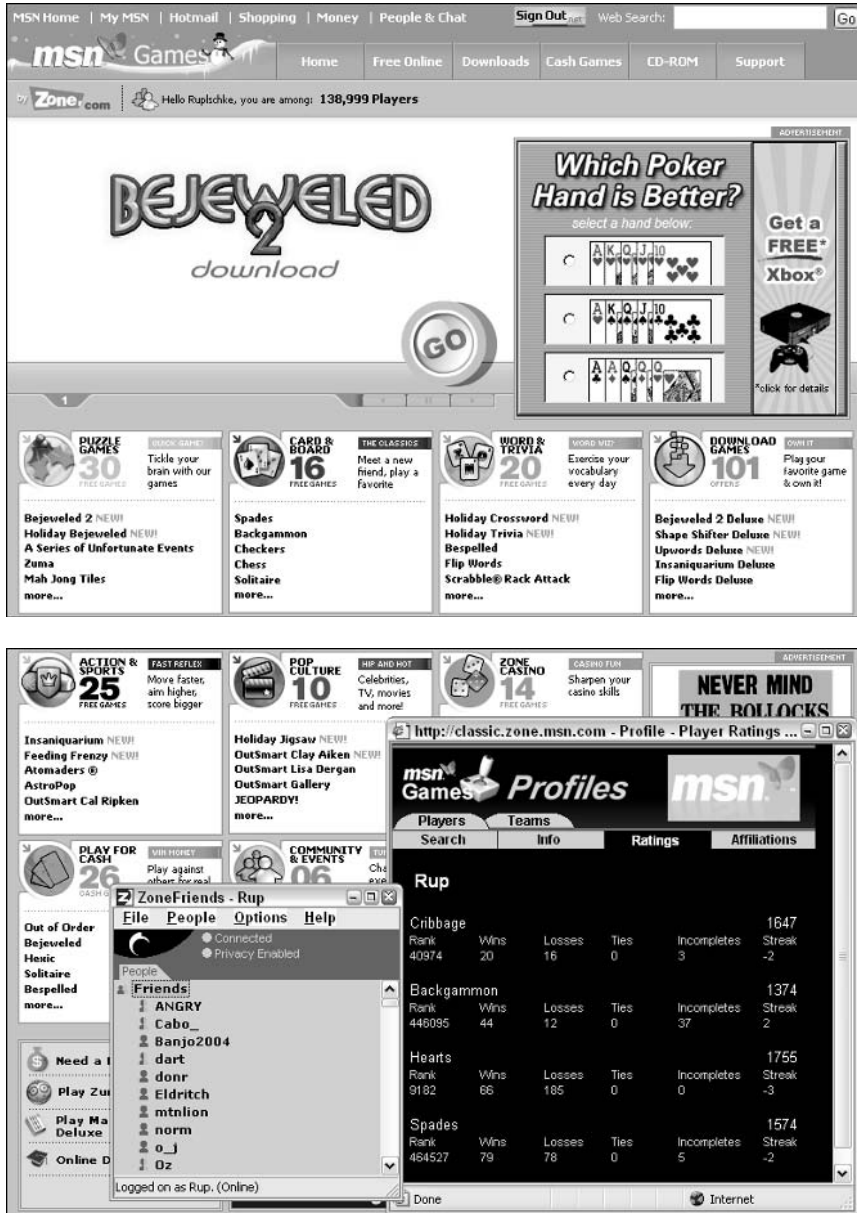 MSN Home | My MSN | Hotmail | Shopping | Money | People & Chat
Sign Out .net Web Search: Go
msn Games
Home Free Online Downloads Cash Games CD-ROM Support
by Zone.com Hello Ruplschke, you are among: 138,999 Players
ADVERTISEMENT
BEJEWELED
2
download
GO
1
Which Poker
Hand is Better?
select a hand below:
A K Q J 10
A K Q J 10
A A Q Q Q
Get a
FREE*
Xbox®
*click for details
PUZZLE
GAMES
30
FREE GAMES
QUICK GAME!
Tickle your
brain with our
games
Bejeweled 2 NEW!
Holiday Bejeweled NEW!
A Series of Unfortunate Events
Zuma
Mah Jong Tiles
more...
CARD &
BOARD
16
FREE GAMES
THE CLASSICS
Meet a new
friend, play a
favorite
Spades
Backgammon
Checkers
Chess
Solitaire
more...
WORD &
TRIVIA
20
FREE GAMES
WORD WIZ?
Exercise your
vocabulary
every day
Holiday Crossword NEW!
Holiday Trivia NEW!
Bespelled
Flip Words
Scrabble® Rack Attack
more...
DOWNLOAD
GAMES
101
OFFERS
OWN IT
Play your
favorite game
& own it!
Bejeweled 2 Deluxe NEW!
Shape Shifter Deluxe NEW!
Upwords Deluxe NEW!
Insaniquarium Deluxe
Flip Words Deluxe
more...
ACTION &
SPORTS
25
FREE GAMES
FAST REFLEX
Move faster,
aim higher,
score bigger
Insaniquarium NEW!
Feeding Frenzy NEW!
Atomaders ®
AstroPop
OutSmart Cal Ripken
more...
POP
CULTURE
10
FREE GAMES
HIP AND HOT
Celebrities,
TV, movies
and more!
Holiday Jigsaw NEW!
OutSmart Clay Aiken NEW!
OutSmart Lisa Dergan
OutSmart Gallery
JEOPARDY!
more...
ZONE
CASINO
14
FREE GAMES
CASINO FUN
Sharpen your
casino skills
ADVERTISEMENT
NEVER MIND
THE BOLLOCKS
PLAY FOR
CASH
26
CASH
WIN MONEY
Play against
others for real
Out of Order
Bejeweled
Hexic
Solitaire
Bespelled
more...
COMMUNITY
& EVENTS
06
Need a
Play Zu
Play Ma
Deluxe
Online D
ZoneFriends - Rup
File People Options Help
Connected
Privacy Enabled
People
Friends
ANGRY
Cabo_
Banjo2004
dart
donr
Eldritch
mtnlion
norm
o_j
Oz
Logged on as Rup. (Online)
http://classic.zone.msn.com - Profile - Player Ratings ...
msn
Games Profiles
msn
Players Teams
Search Info Ratings Affiliations
Rup
Cribbage 1647
Rank Wins Losses Ties Incompletes Streak
40974 20 16 0 3 -2
Backgammon 1374
Rank Wins Losses Ties Incompletes Streak
446095 44 12 0 37 2
Hearts 1755
Rank Wins Losses Ties Incompletes Streak
9182 66 185 0 0 -3
Spades 1574
Rank Wins Losses Ties Incompletes Streak
464527 79 78 0 5 -2
Done Internet